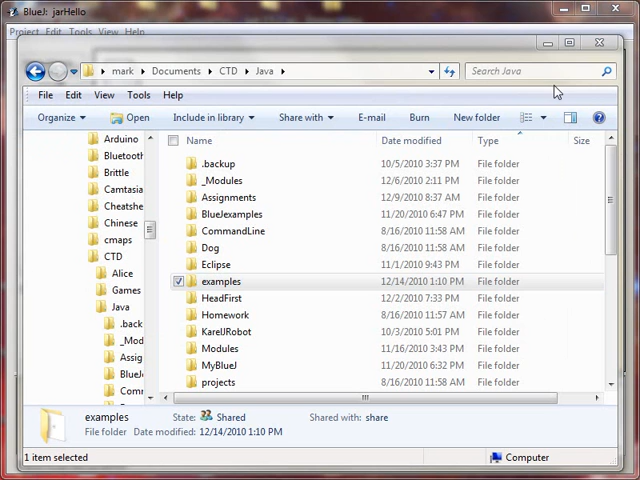 BlueJ: jarHello
Project Edit Tools View Help
mark Documents CTD Java
Search Java
File Edit View Tools Help
Organize Open Include in library Share with E-mail Burn New folder
Name Date modified Type Size
.backup 10/5/2010 3:37 PM File folder
_Modules 12/6/2010 2:11 PM File folder
Assignments 12/9/2010 8:37 AM File folder
BlueJexamples 11/20/2010 6:47 PM File folder
CommandLine 8/16/2010 11:58 AM File folder
Dog 8/16/2010 11:58 AM File folder
Eclipse 11/1/2010 9:43 PM File folder
examples 12/14/2010 1:10 PM File folder
HeadFirst 12/2/2010 7:33 PM File folder
Homework 8/16/2010 11:57 AM File folder
KarelJRobot 10/3/2010 5:01 PM File folder
Modules 11/16/2010 3:43 PM File folder
MyBlueJ 11/20/2010 6:32 PM File folder
projects 8/16/2010 11:58 AM File folder
Arduino
Bluetooth
Brittle
Camtasia
Cheatshe
Chinese
cmaps
CTD
Alice
Games
Java
.back
_Mod
Assig
BlueJ
Comr
examples State: Shared Shared with: share
File folder Date modified: 12/14/2010 1:10 PM
1 item selected Computer